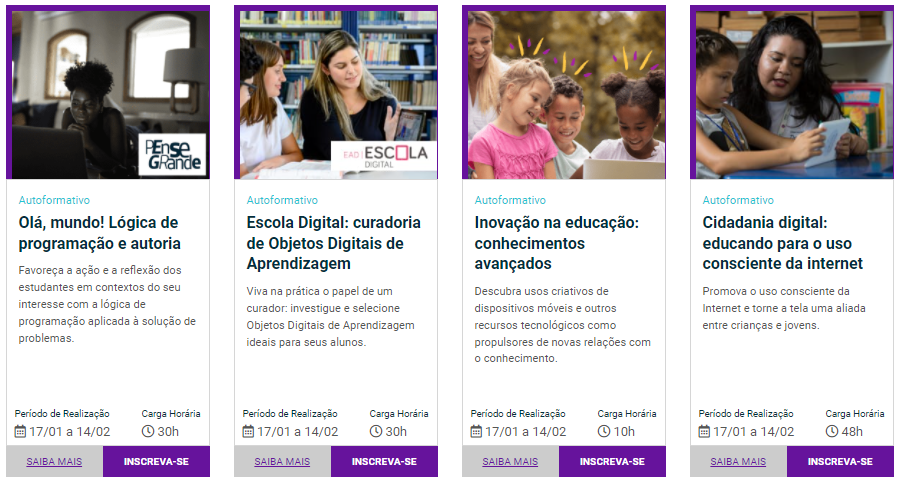 PEnse
GRande
Autoformativo
Olá, mundo! Lógica de
programação e autoria
Favoreça a ação e a reflexão dos
estudantes em contextos do seu
interesse com a lógica de
programação aplicada à solução de
problemas.
Período de Realização Carga Horária
17/01 a 14/02 30h
SAIBA MAIS INSCREVA-SE
EAD | ESCOLA
DIGITAL
Autoformativo
Escola Digital: curadoria
de Objetos Digitais de
Aprendizagem
Viva na prática o papel de um
curador: investigue e selecione
Objetos Digitais de Aprendizagem
ideais para seus alunos.
Período de Realização Carga Horária
17/01 a 14/02 30h
SAIBA MAIS INSCREVA-SE
Autoformativo
Inovação na educação:
conhecimentos
avançados
Descubra usos criativos de
dispositivos móveis e outros
recursos tecnológicos como
propulsores de novas relações com
o conhecimento.
Período de Realização Carga Horária
17/01 a 14/02 10h
SAIBA MAIS INSCREVA-SE
Autoformativo
Cidadania digital:
educando para o uso
consciente da internet
Promova o uso consciente da
Internet e torne a tela uma aliada
entre crianças e jovens.
Período de Realização Carga Horária
17/01 a 14/02 48h
SAIBA MAIS INSCREVA-SE